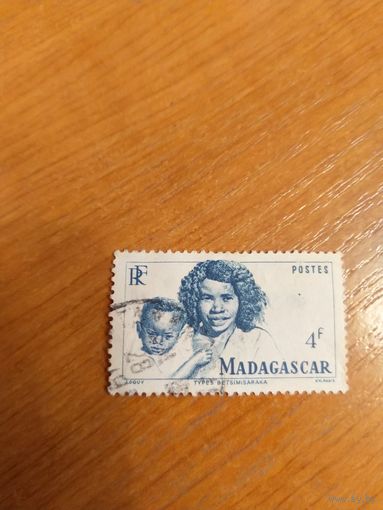 RF
POSTES
4F
MADAGASCAR
TYPES BETSIMISARAKA